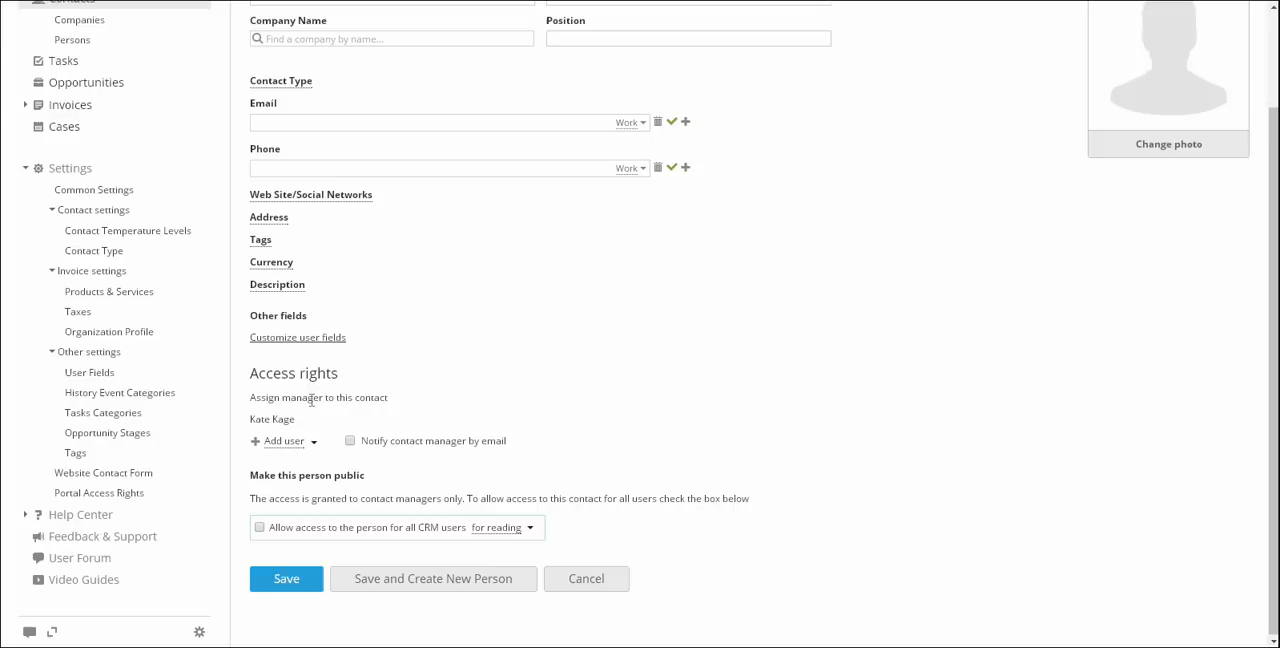 Contacts
Companies
Persons
Tasks
Opportunities
Invoices
Cases
Settings
Common Settings
Contact settings
Contact Temperature Levels
Contact Type
Invoice settings
Products & Services
Taxes
Organization Profile
Other settings
User Fields
History Event Categories
Tasks Categories
Opportunity Stages
Tags
Website Contact Form
Portal Access Rights
Help Center
Feedback & Support
User Forum
Video Guides
Company Name
Position
Find a company by name...
Contact Type
Email
Work
Phone
Work
Web Site/Social Networks
Address
Tags
Currency
Description
Other fields
Customize user fields
Access rights
Assign manager to this contact
Kate Kage
Add user
Notify contact manager by email
Make this person public
The access is granted to contact managers only. To allow access to this contact for all users check the box below
Allow access to the person for all CRM users for reading
Save
Save and Create New Person
Cancel
Change photo